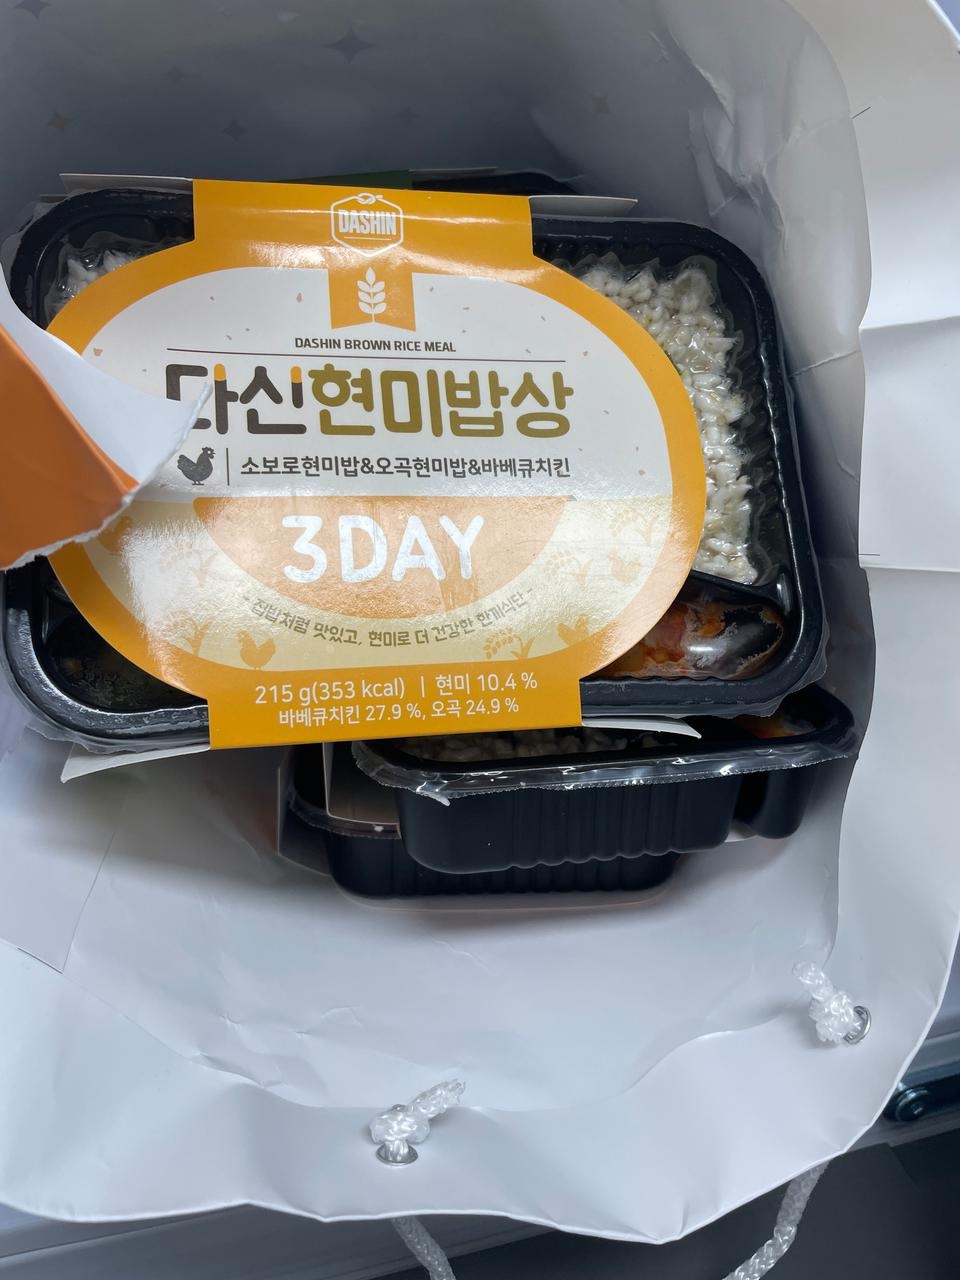 DASHIN
DASHIN BROWN RICE MEAL
다신현미밥상
소보로현미밥&오곡현미밥&바베큐치킨
3 DAY
- 집밥처럼 맛있고, 현미로 더 건강한 한끼식단 -
215 g(353 kcal) | 현미 10.4 %
바베큐치킨 27.9 %, 오곡 24.9 %